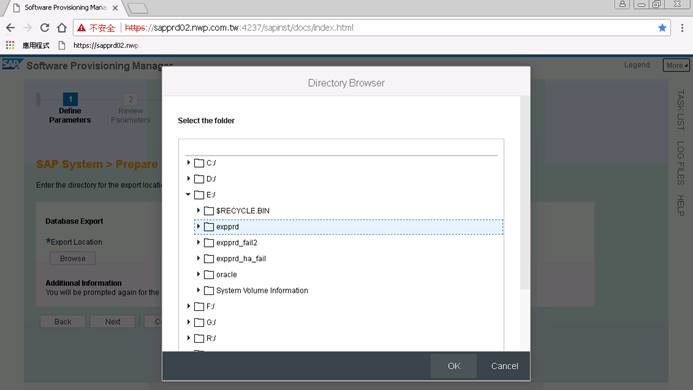 Software Provisioning Mana
不安全
https://sapprd02.nwp.com.tw:4237/sapinst/docs/index.html
應用程式
https://sapprd02.nwp
SAP Software Provisioning Manager
Legend
More
Directory Browser
1
Define
Parameters
2
Review
Parameters
SAP System > Prepare
Enter the directory for the export locatio
Database Export
*Export Location
Browse
Additional Information
You will be prompted again for the
Back
Next
Select the folder
C:/
D:/
E:/
$RECYCLE.BIN
expprd
expprd_fail2
expprd_ha_fail
oracle
System Volume Information
F:/
G:/
R:/
OK
Cancel
TASK LIST
LOG FILES
HELP